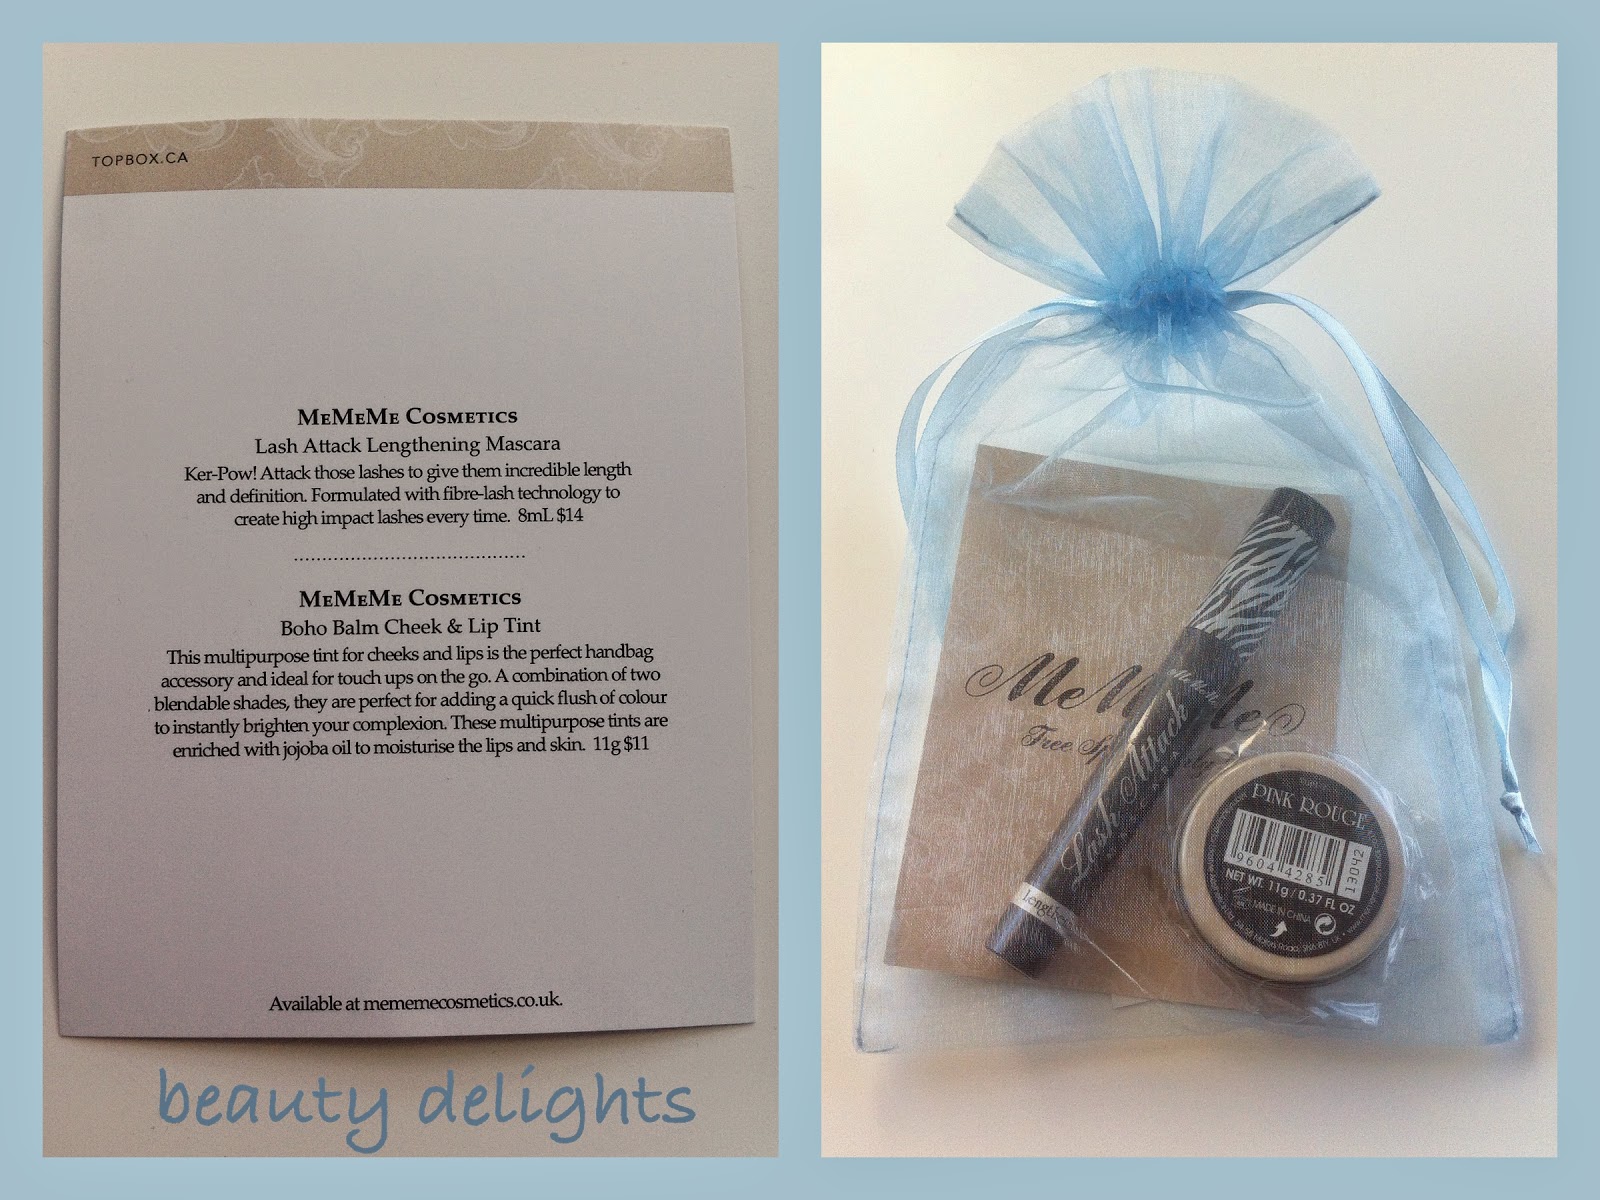 TOPBOX.CA
MEMEME COSMETICS
Lash Attack Lengthening Mascara
Ker-Pow! Attack those lashes to give them incredible length
and definition. Formulated with fibre-lash technology to
create high impact lashes every time. 8mL $14
MEMEME COSMETICS
Boho Balm Cheek & Lip Tint
This multipurpose tint for cheeks and lips is the perfect handbag
accessory and ideal for touch ups on the go. A combination of two
blendable shades, they are perfect for adding a quick flush of colour
to instantly brighten your complexion. These multipurpose tints are
enriched with jojoba oil to moisturise the lips and skin. 11g $11
Available at mememecosmetics.co.uk.
beauty delights
MeMeMe
Free
Lash Attack
PINK ROUGE
9604 4285
13042
NET WT. 11g / 0.37 FL OZ
MADE IN CHINA